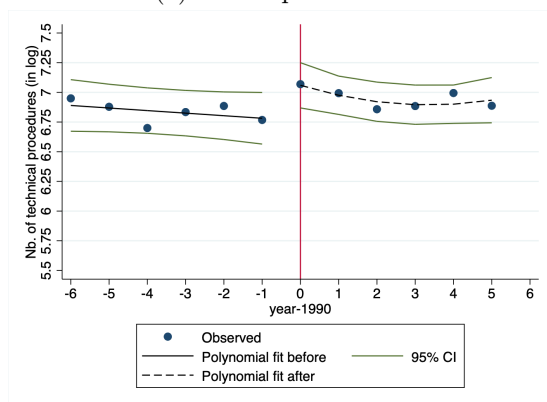 Nb. of technical procedures (in log)
7.5
7.25
7
6.75
6.5
6.25
6
5.75
5.5
-6 -5 -4 -3 -2 -1 0 1 2 3 4 5 6
year-1990
Observed
Polynomial fit before 95% CI
Polynomial fit after